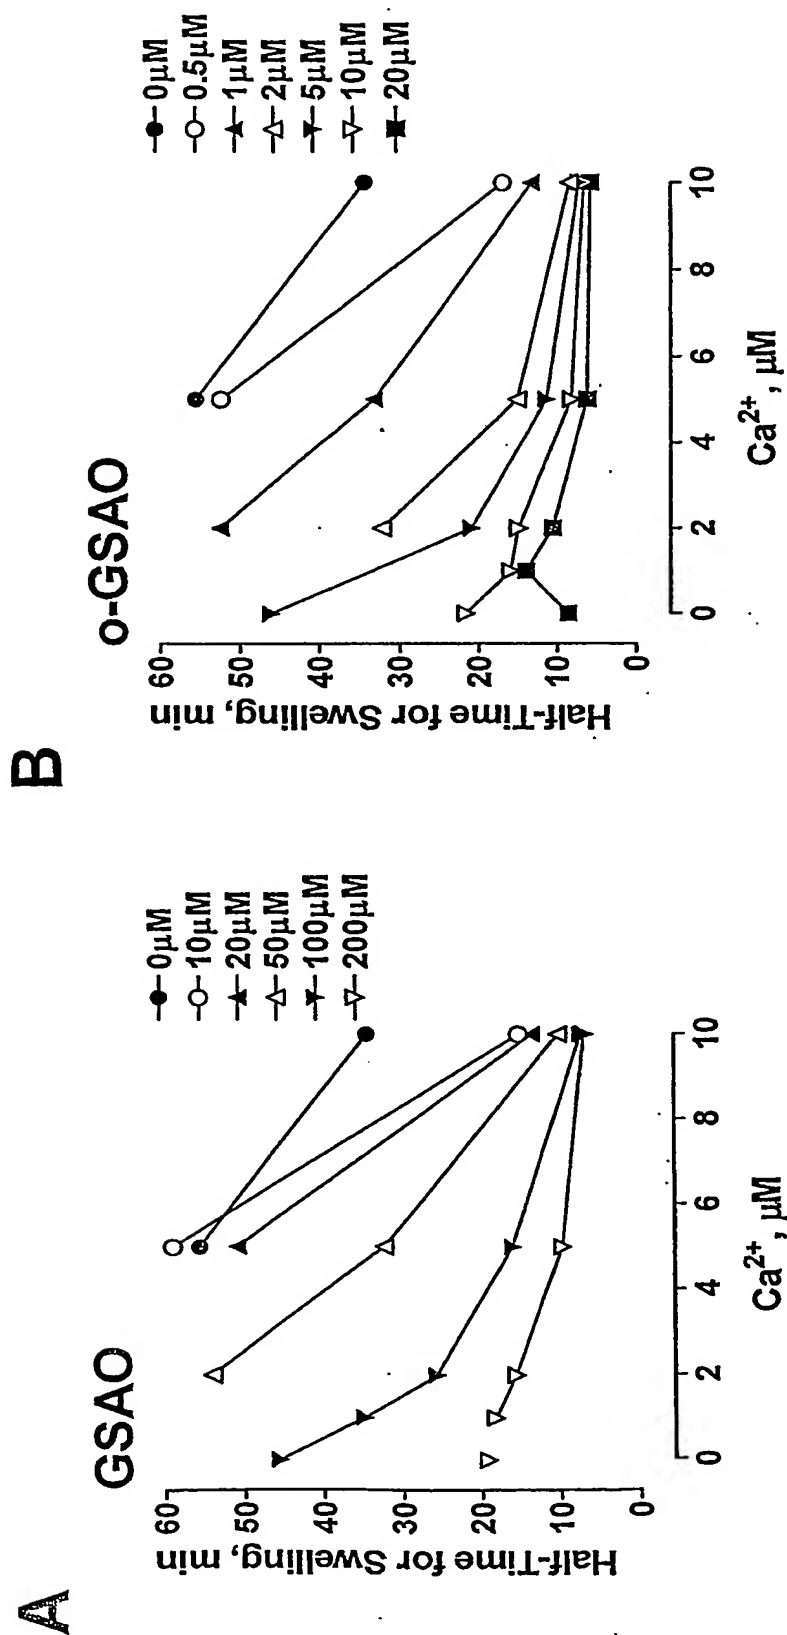 A
GSAO
0μM
10μM
20μM
50μM
100μM
200μM
Half-Time for Swelling, min
60
50
40
30
20
10
0
0 2 4 6 8 10
Ca2+, μM
B
o-GSAO
0μM
0.5μM
1μM
2μM
5μM
10μM
20μM
Half-Time for Swelling, min
60
50
40
30
20
10
0
0 2 4 6 8 10
Ca2+, μM